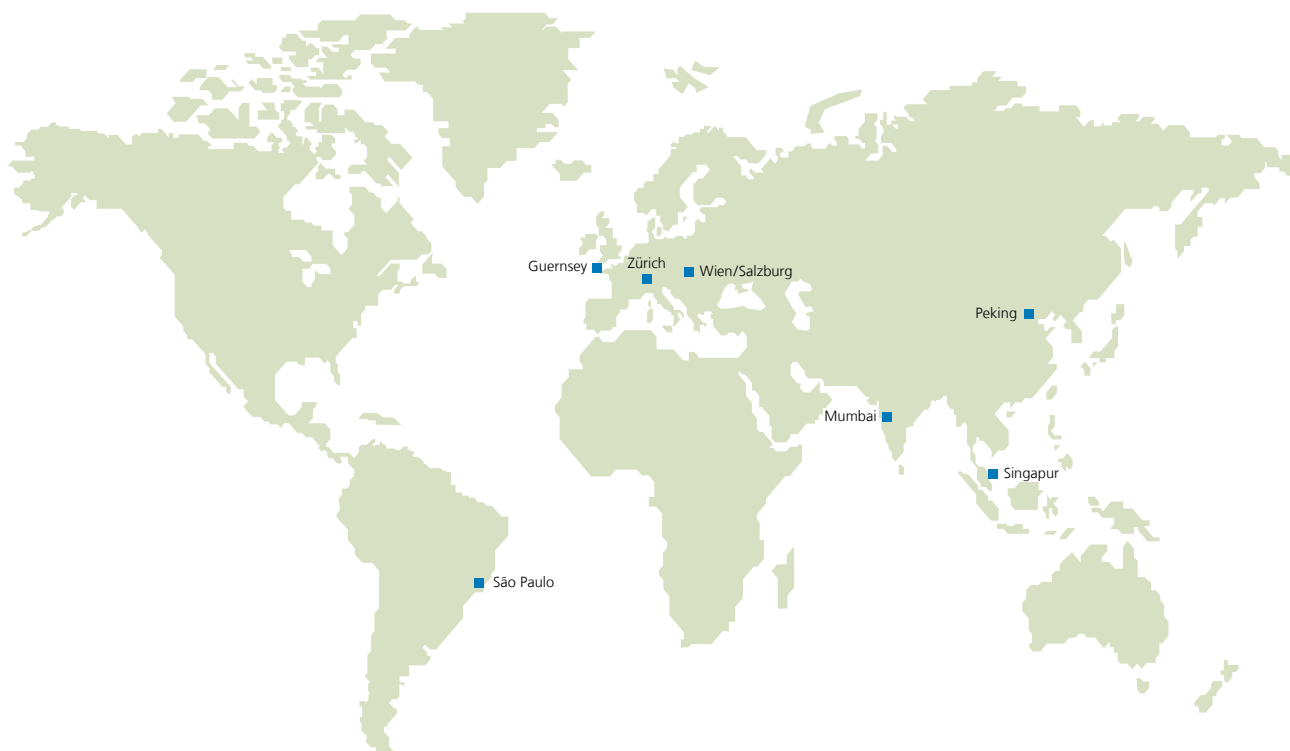 Zürich
Guernsey
Wien/Salzburg
Peking
Mumbai
Singapur
São Paulo